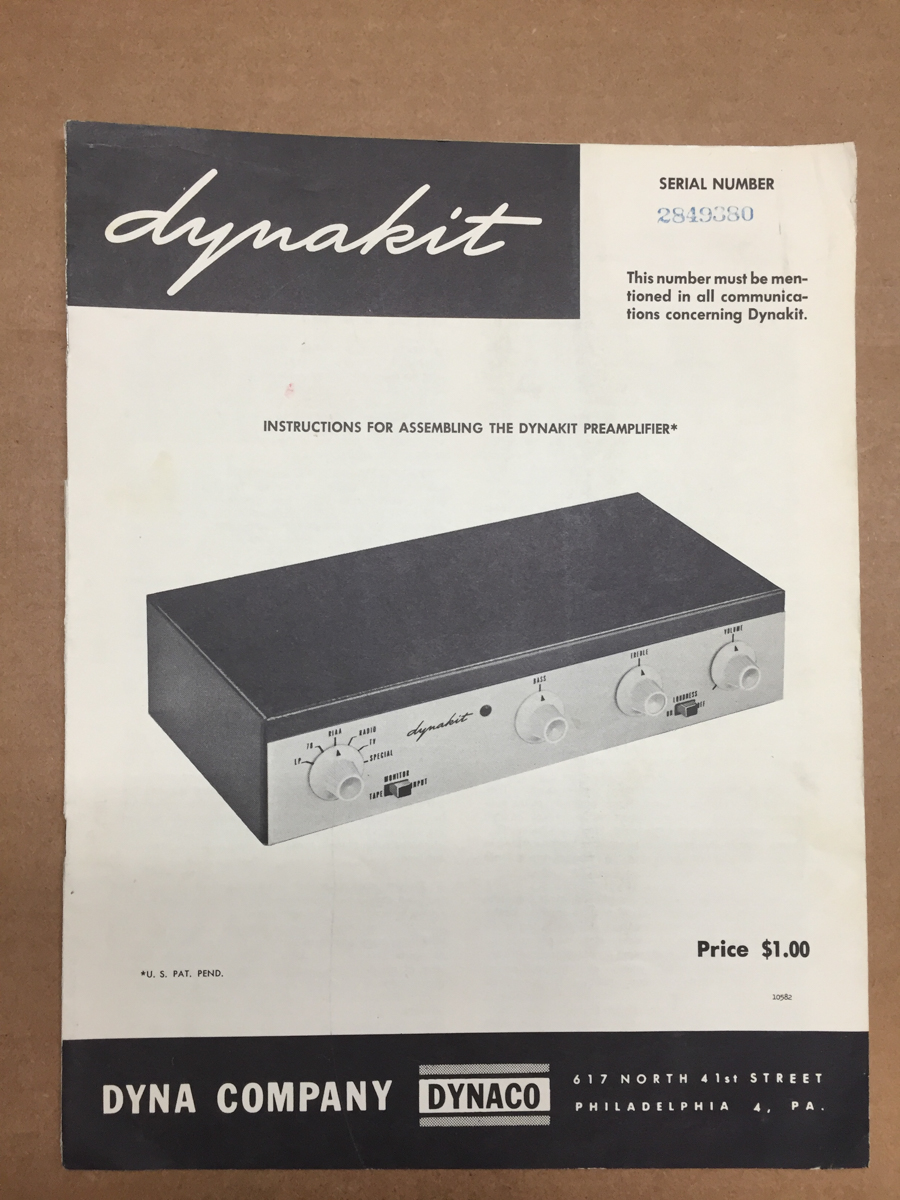 dynakit
SERIAL NUMBER
2849380
This number must be men-
tioned in all communica-
tions concerning Dynakit.
INSTRUCTIONS FOR ASSEMBLING THE DYNAKIT PREAMPLIFIER*
VOLUME
TREBLE
BASS
LOUDNESS
OFF
dynakit
RIAA
RADIO
78
TV
LP
SPECIAL
MONITOR
TAPE INPUT
Price $1.00
*U. S. PAT. PEND.
10582
DYNA COMPANY
DYNACO
617 NORTH 41st STREET
PHILADELPHIA 4, PA.